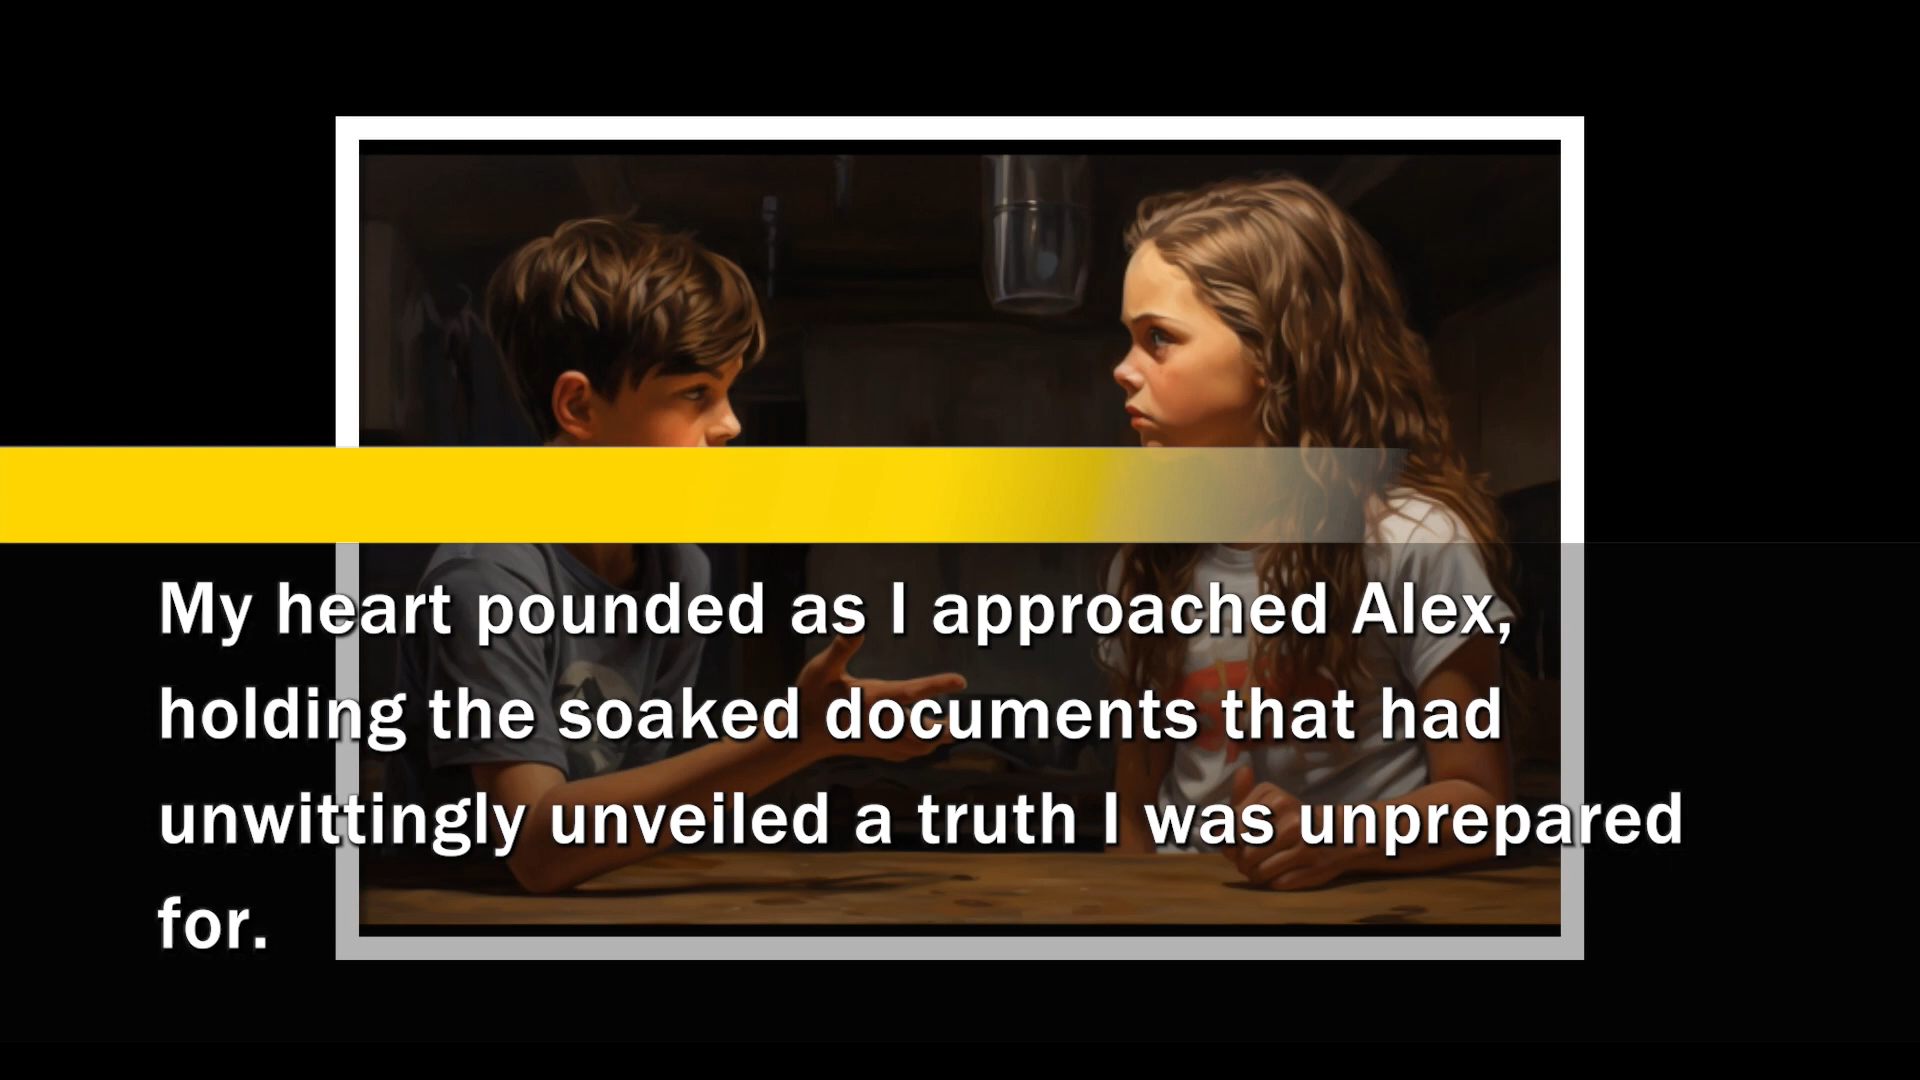 My heart pounded as I approached Alex,
holding the soaked documents that had
unwittingly unveiled a truth I was unprepared
for.